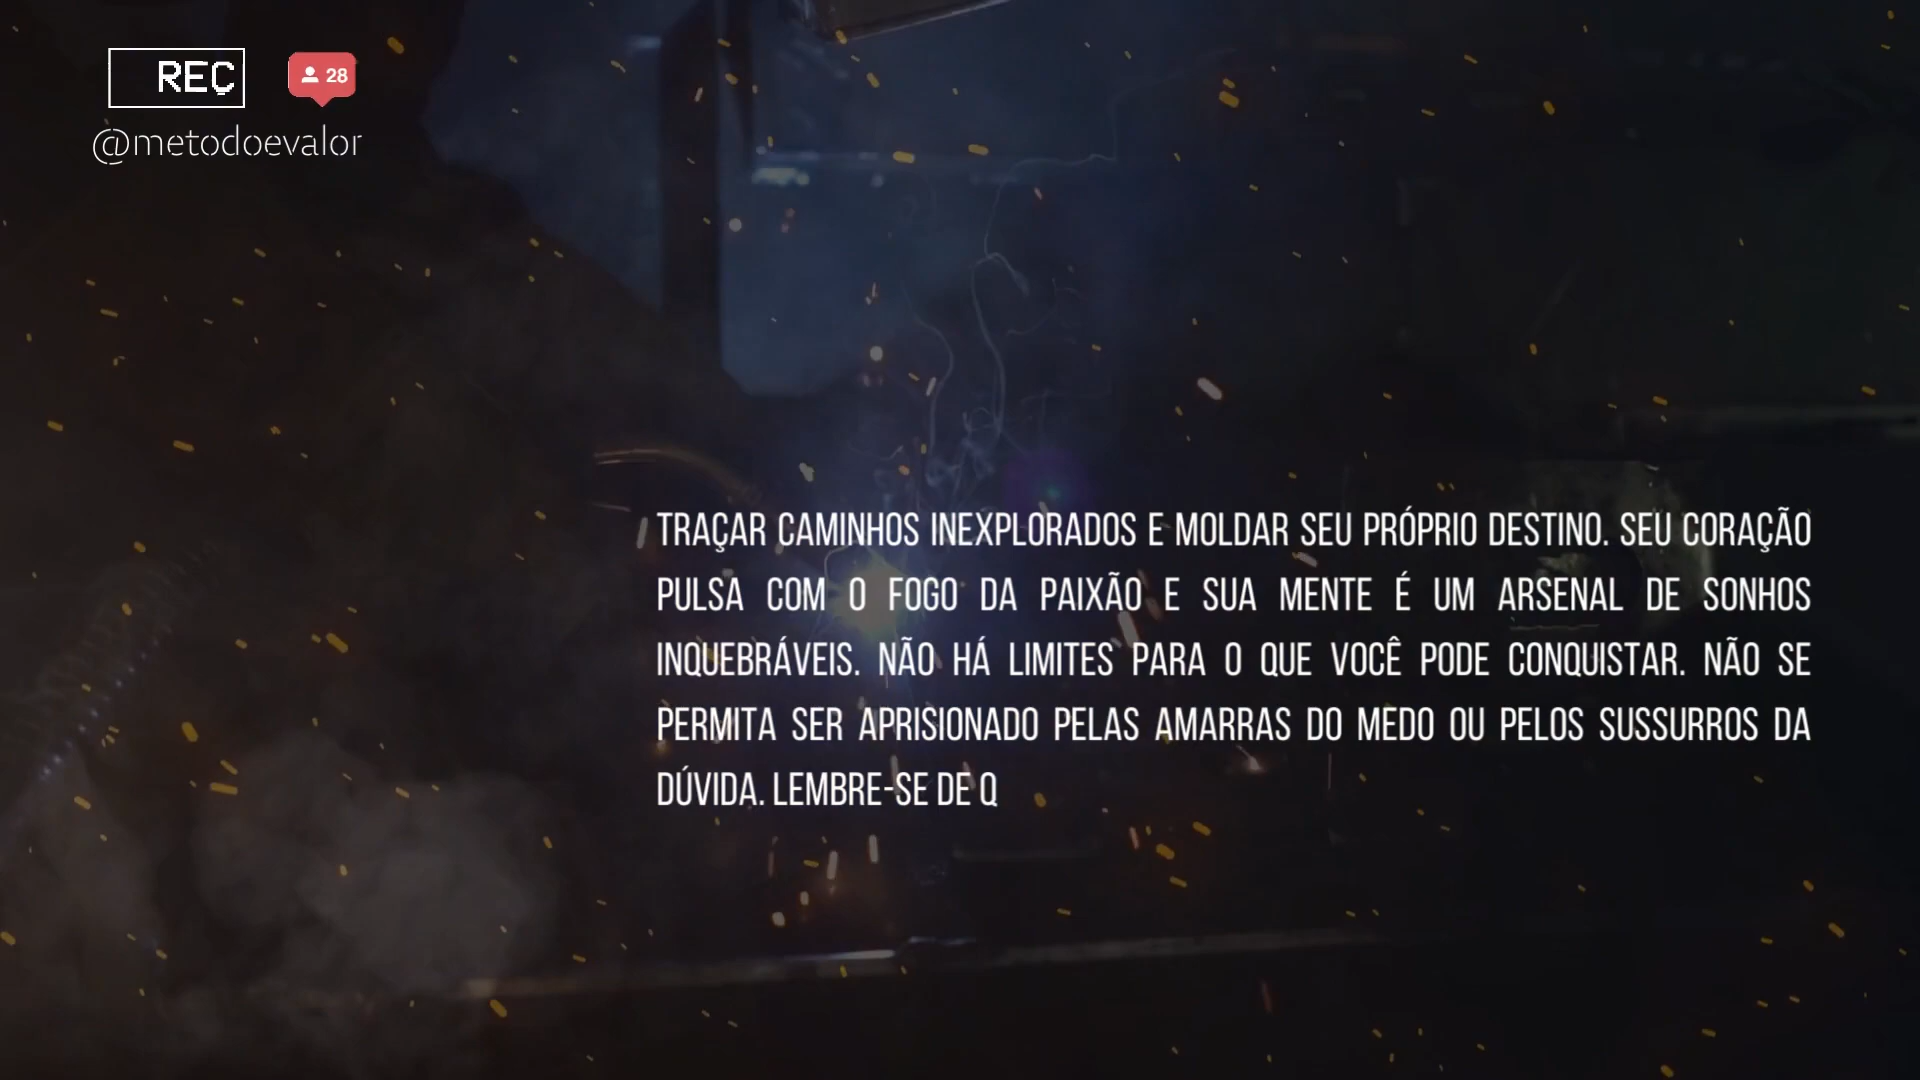 REÇ
28
@metodoevalor
TRAÇAR CAMINHOS INEXPLORADOS E MOLDAR SEU PRÓPRIO DESTINO. SEU CORAÇÃO
PULSA COM O FOGO DA PAIXÃO E SUA MENTE É UM ARSENAL DE SONHOS
INQUEBRÁVEIS. NÃO HÁ LIMITES PARA O QUE VOCÊ PODE CONQUISTAR. NÃO SE
PERMITA SER APRISIONADO PELAS AMARRAS DO MEDO OU PELOS SUSSURROS DA
DÚVIDA. LEMBRE-SE DE Q